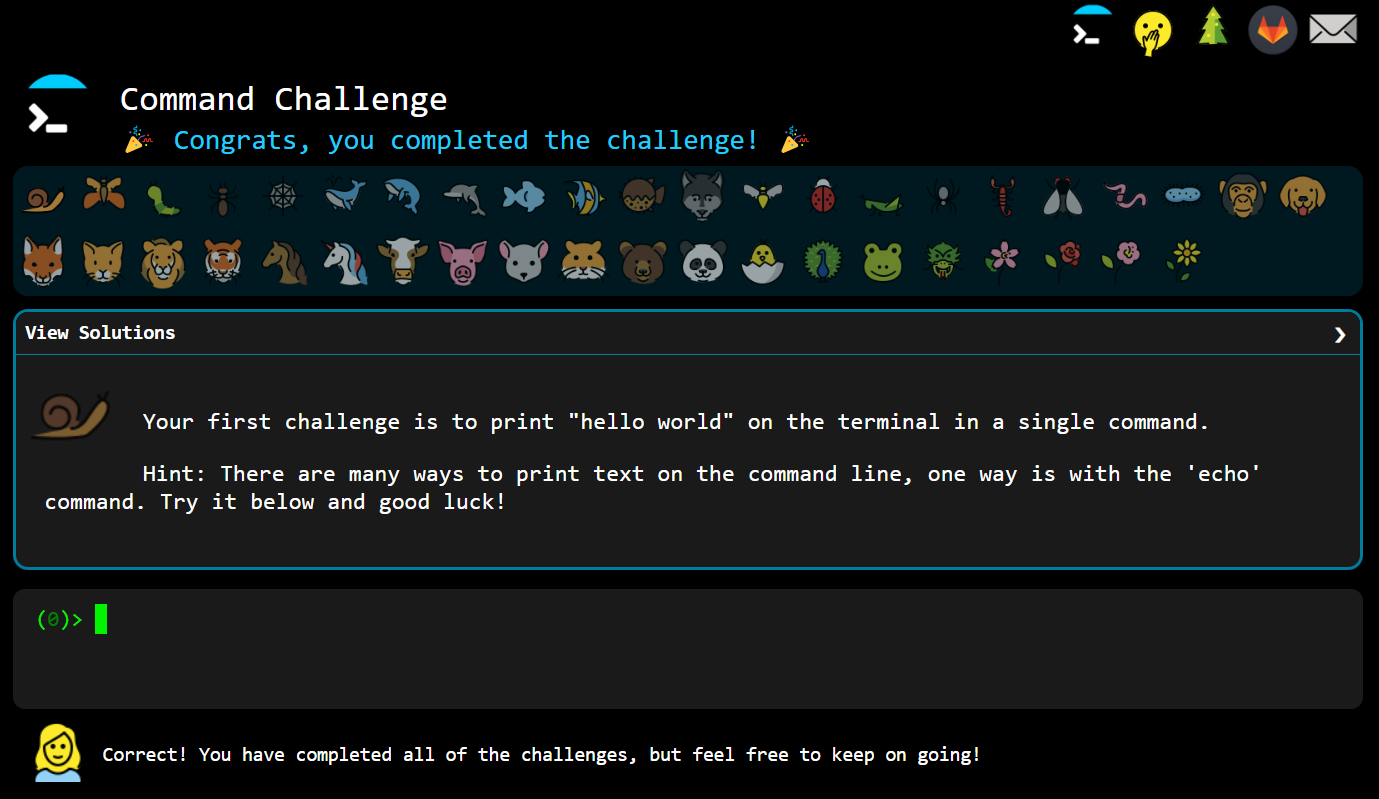 Command Challenge
Congrats, you completed the challenge!
View Solutions
Your first challenge is to print "hello world" on the terminal in a single command.
Hint: There are many ways to print text on the command line, one way is with the 'echo'
command. Try it below and good luck!
(0)>
Correct! You have completed all of the challenges, but feel free to keep on going!